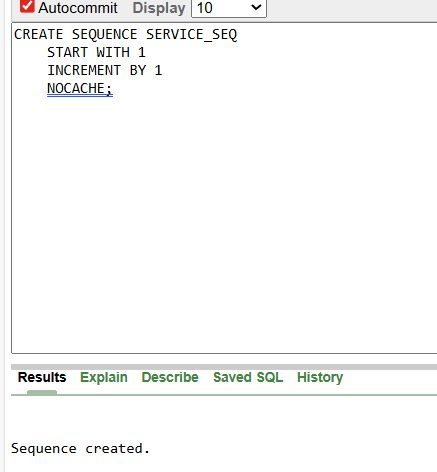 Autocommit Display 10
CREATE SEQUENCE SERVICE_SEQ
    START WITH 1
    INCREMENT BY 1
    NOCACHE;
Results Explain Describe Saved SQL History
Sequence created.